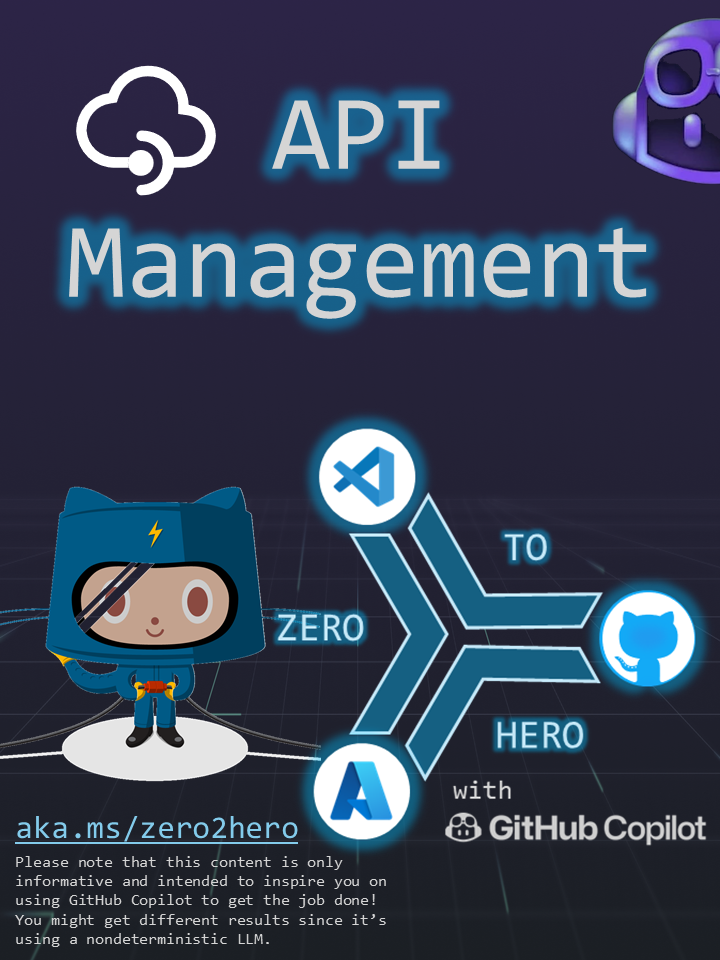 API
Management
TO
ZERO
HERO
with
GitHub Copilot
aka.ms/zero2hero
Please note that this content is only
informative and intended to inspire you on
using GitHub Copilot to get the job done!
You might get different results since it’s
using a nondeterministic LLM.